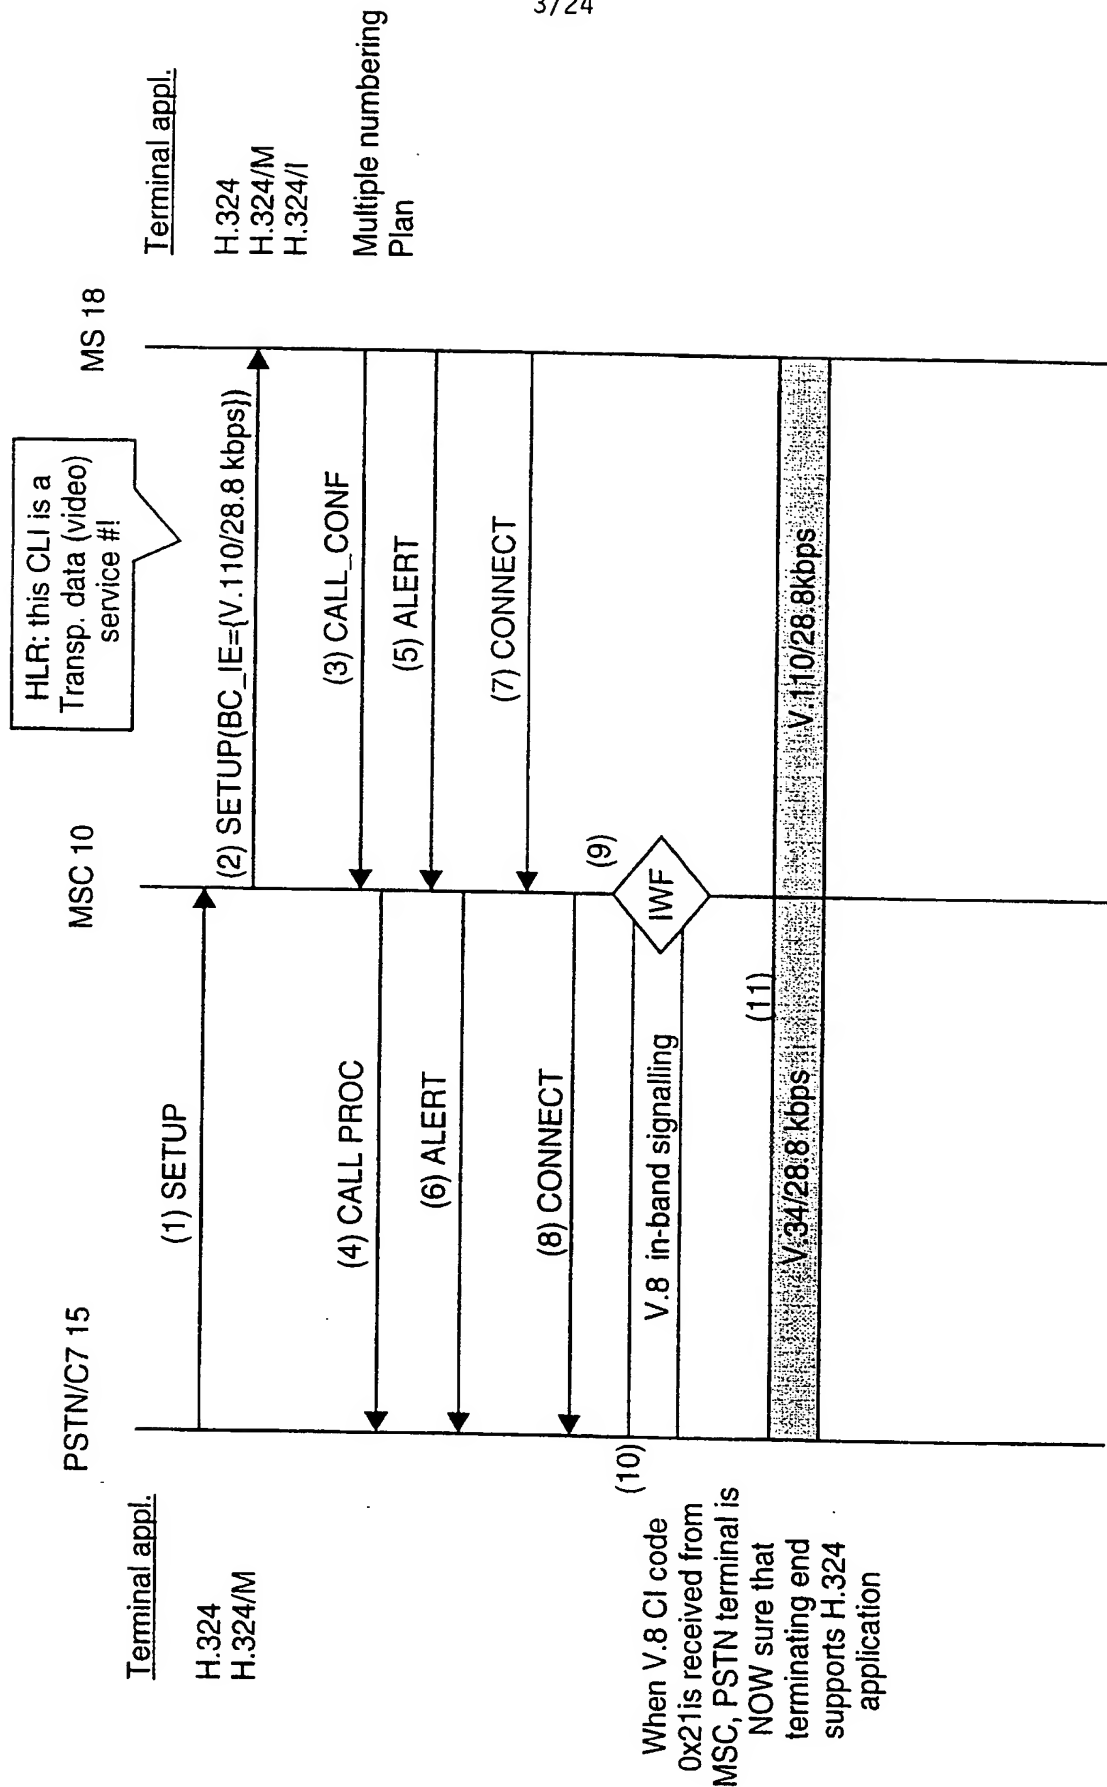 3/24
PSTN/C7 15
MSC 10
MS 18
HLR: this CLI is a
Transp. data (video)
service #!
Terminal appl.
H.324
H.324/M
Terminal appl.
H.324
H.324/M
H.324/I
Multiple numbering
Plan
(1) SETUP
(2) SETUP(BC_IE={V.110/28.8 kbps})
(3) CALL_CONF
(4) CALL PROC
(5) ALERT
(6) ALERT
(7) CONNECT
(8) CONNECT
(9)
IWF
(10)
V.8 in-band signalling
When V.8 CI code
0x21is received from
MSC, PSTN terminal is
NOW sure that
terminating end
supports H.324
application
(11)
V.34/28.8 kbps
V.110/28.8kbps